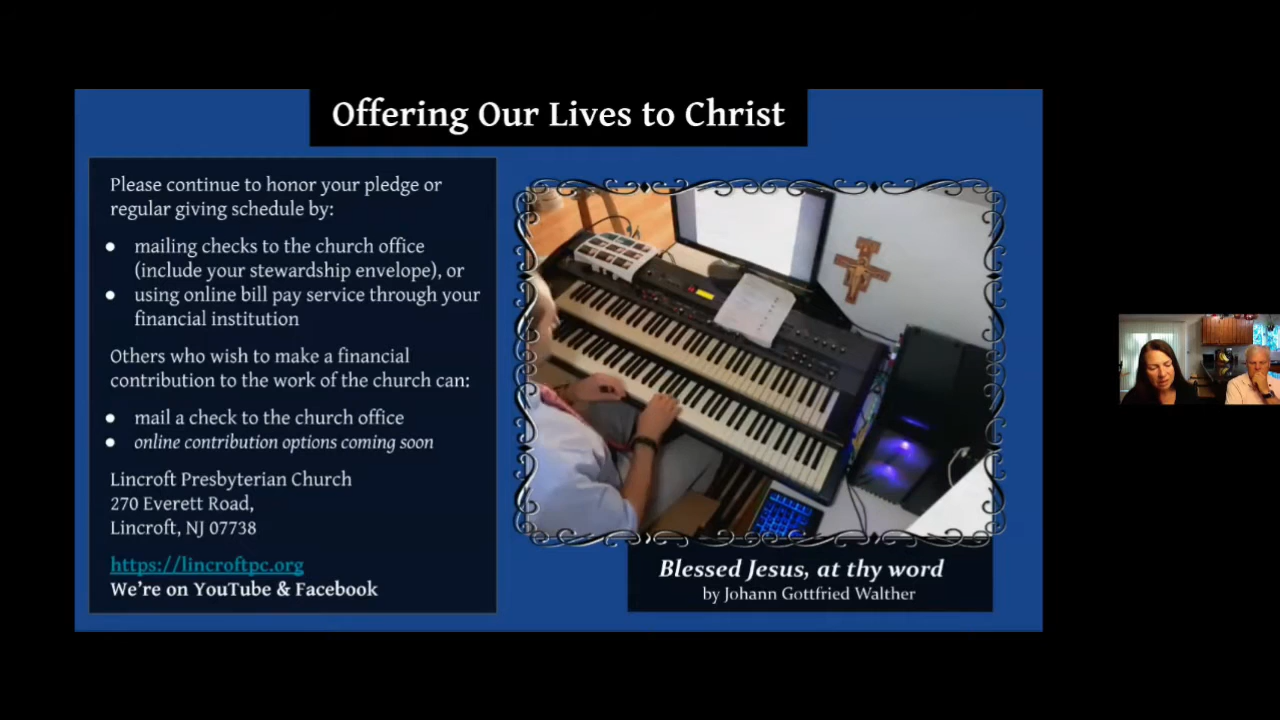 Offering Our Lives to Christ
Please continue to honor your pledge or
regular giving schedule by:
● mailing checks to the church office
(include your stewardship envelope), or
● using online bill pay service through your
financial institution
Others who wish to make a financial
contribution to the work of the church can:
● mail a check to the church office
● online contribution options coming soon
Lincroft Presbyterian Church
270 Everett Road,
Lincroft, NJ 07738
https://lincroftpc.org
We’re on YouTube & Facebook
Blessed Jesus, at thy word
by Johann Gottfried Walther